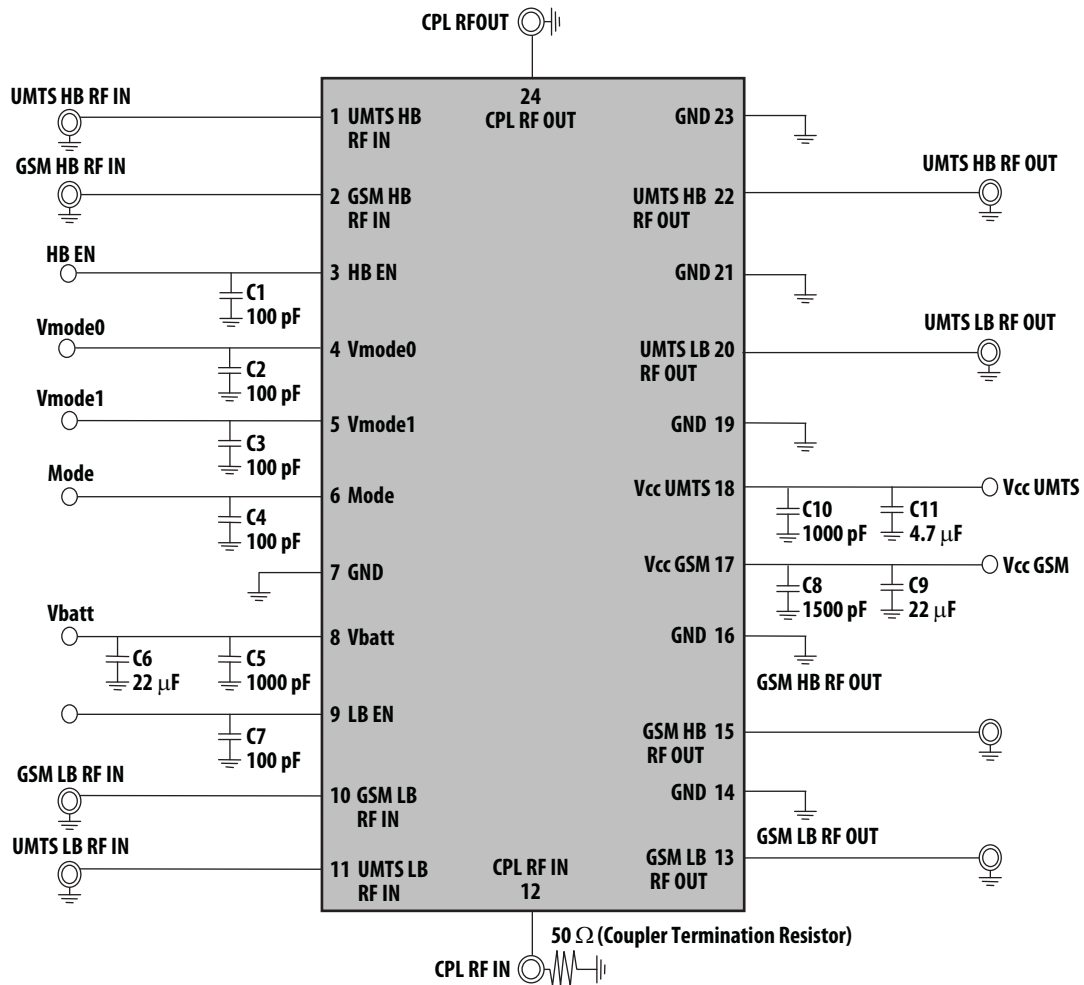 CPL RFOUT
UMTS HB RF IN
GSM HB RF IN
HB EN
C1
100 pF
Vmode0
C2
100 pF
Vmode1
C3
100 pF
Mode
C4
100 pF
Vbatt
C6
22 μF
C5
1000 pF
C7
100 pF
GSM LB RF IN
UMTS LB RF IN
24
CPL RF OUT
1 UMTS HB
RF IN
2 GSM HB
RF IN
3 HB EN
4 Vmode0
5 Vmode1
6 Mode
7 GND
8 Vbatt
9 LB EN
10 GSM LB
RF IN
11 UMTS LB
RF IN
CPL RF IN
12
GND 23
UMTS HB 22
RF OUT
GND 21
UMTS LB 20
RF OUT
GND 19
Vcc UMTS 18
Vcc GSM 17
GND 16
GSM HB 15
RF OUT
GND 14
GSM LB 13
RF OUT
UMTS HB RF OUT
UMTS LB RF OUT
Vcc UMTS
C10
1000 pF
C11
4.7 μF
Vcc GSM
C8
1500 pF
C9
22 μF
GSM HB RF OUT
GSM LB RF OUT
50 Ω (Coupler Termination Resistor)
CPL RF IN